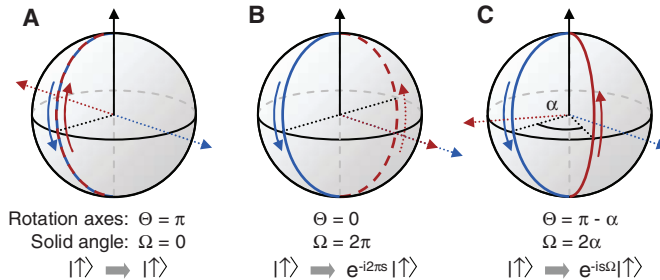 A B C
α
Rotation axes: Θ = π Θ = 0 Θ = π - α
Solid angle: Ω = 0 Ω = 2π Ω = 2α
|↑⟩ ➡ |↑⟩ |↑⟩ ➡ e^{-i2πs} |↑⟩ |↑⟩ ➡ e^{-isΩ}|↑⟩